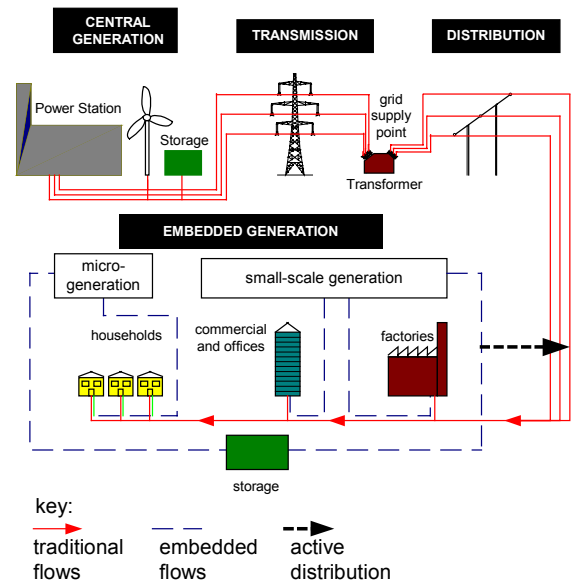 CENTRAL
GENERATION
TRANSMISSION
DISTRIBUTION
Power Station
Storage
grid
supply
point
Transformer
EMBEDDED GENERATION
micro-
generation
small-scale generation
households
commercial
and offices
factories
storage
key:
traditional
flows
embedded
flows
active
distribution